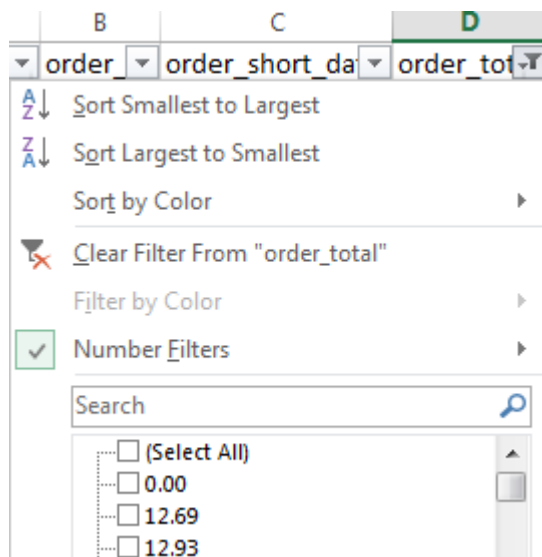 B C D
order_ order_short_da order_tot
Sort Smallest to Largest
Sort Largest to Smallest
Sort by Color
Clear Filter From "order_total"
Filter by Color
Number Filters
Search
(Select All)
0.00
12.69
12.93